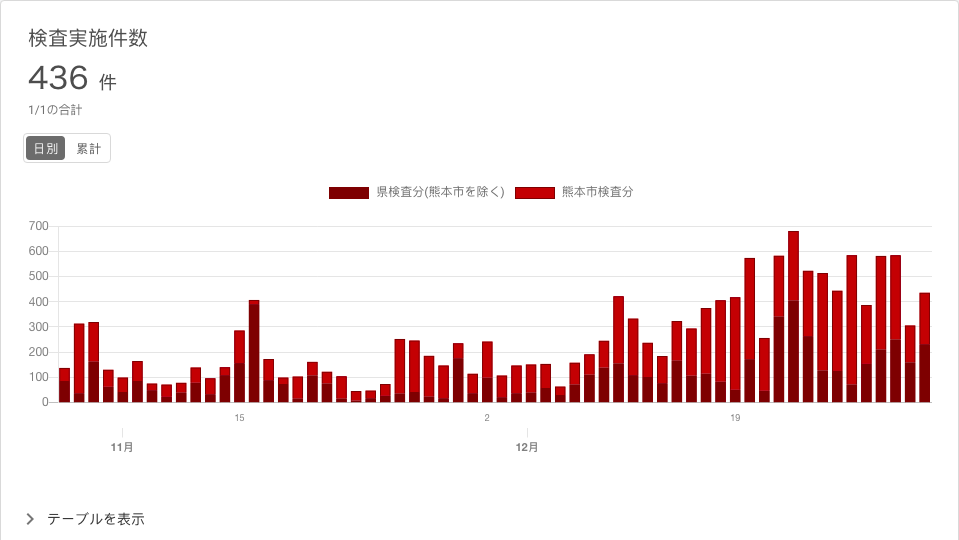 検査実施件数
436 件
1/1の合計
日別 累計
県検査分(熊本市を除く) 熊本市検査分
700
600
500
400
300
200
100
0
15 2 19
11月 12月
テーブルを表示